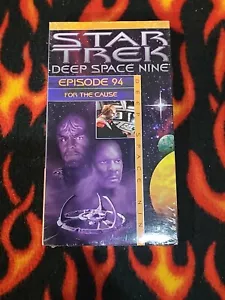 STAR
TREK
DEEP SPACE NINE
EPISODE 94
FOR THE CAUSE